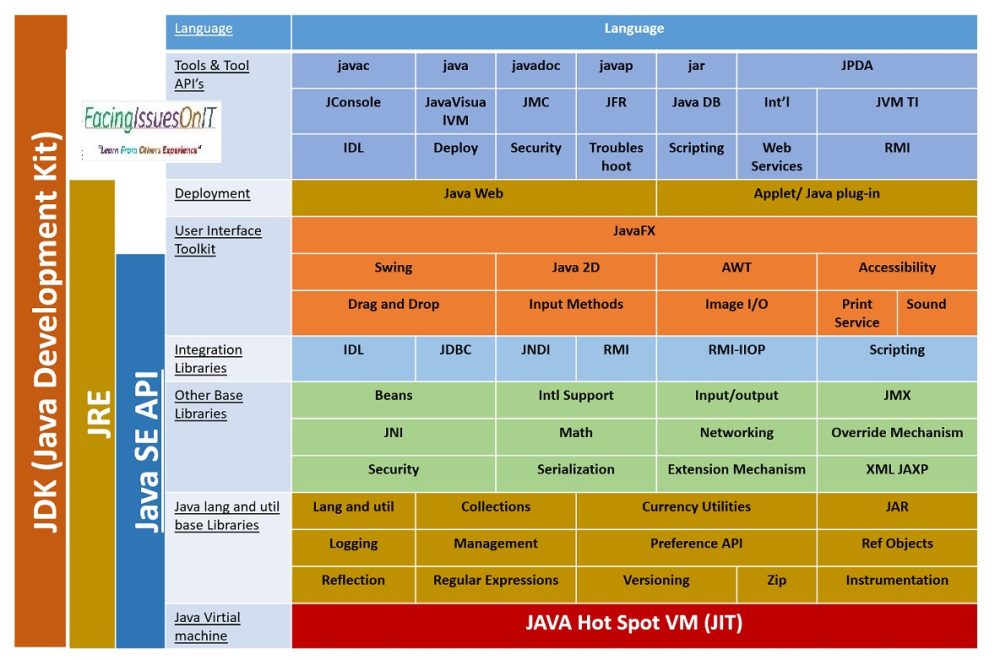 Language
Language
Tools & Tool
API's
javac
java
javadoc
javap
jar
JPDA
JConsole
JavaVisua
lVM
JMC
JFR
Java DB
Int'l
JVM TI
IDL
Deploy
Security
Troubles
hoot
Scripting
Web
Services
RMI
FacingIssuesOnIT
"Learn From Others Experience"
Deployment
Java Web
Applet/ Java plug-in
User Interface
Toolkit
JavaFX
Swing
Java 2D
AWT
Accessibility
Drag and Drop
Input Methods
Image I/O
Print
Service
Sound
Integration
Libraries
IDL
JDBC
JNDI
RMI
RMI-IIOP
Scripting
Other Base
Libraries
Beans
Intl Support
Input/output
JMX
JNI
Math
Networking
Override Mechanism
Security
Serialization
Extension Mechanism
XML JAXP
Java lang and util
base Libraries
Lang and util
Collections
Currency Utilities
JAR
Logging
Management
Preference API
Ref Objects
Reflection
Regular Expressions
Versioning
Zip
Instrumentation
Java Virtial
machine
JAVA Hot Spot VM (JIT)
JDK (Java Development Kit)
JRE
Java SE API